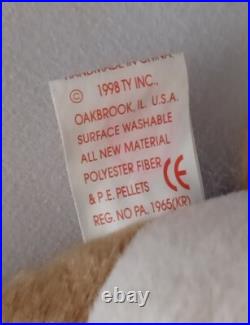 HANDMADE IN CHINA
© 1998 TY INC.,
OAKBROOK, IL. U.S.A.
SURFACE WASHABLE
ALL NEW MATERIAL
POLYESTER FIBER
& P.E. PELLETS CE
REG. NO PA. 1965(KR)